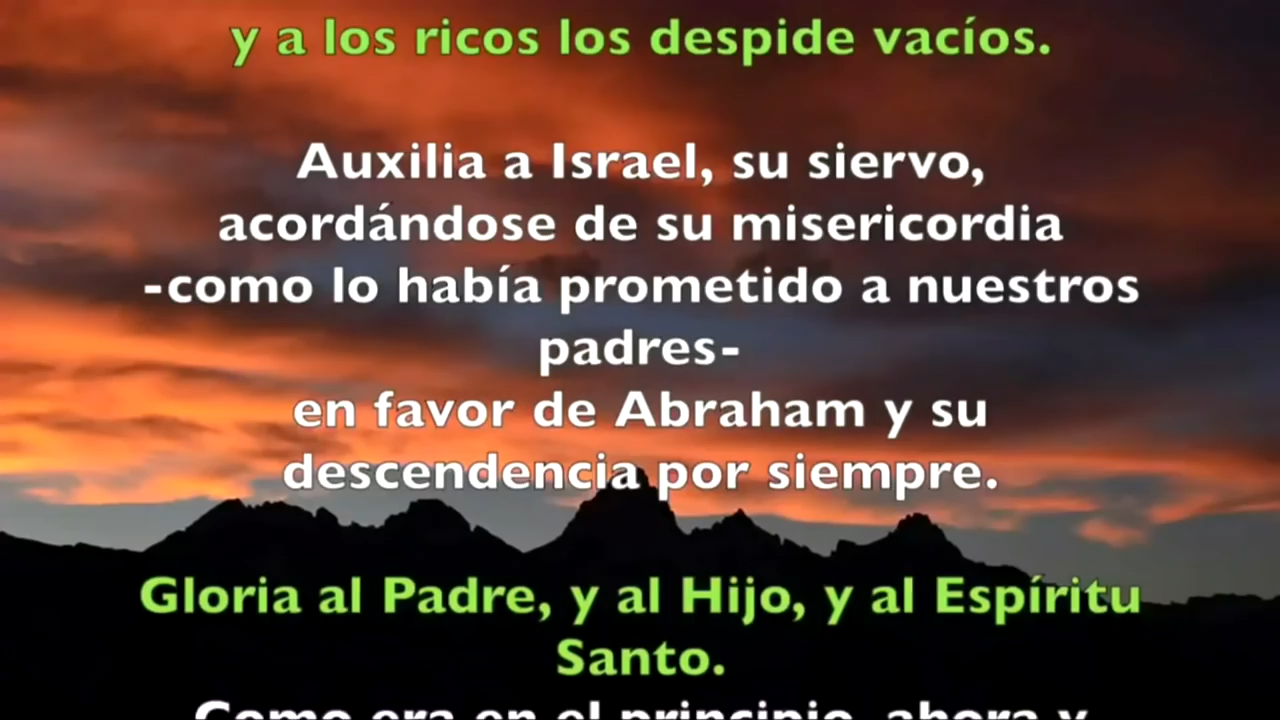 y a los ricos los despide vacíos.
Auxilia a Israel, su siervo,
acordándose de su misericordia
-como lo había prometido a nuestros
padres-
en favor de Abraham y su
descendencia por siempre.
Gloria al Padre, y al Hijo, y al Espíritu
Santo.
Como era en el principio, ahora y